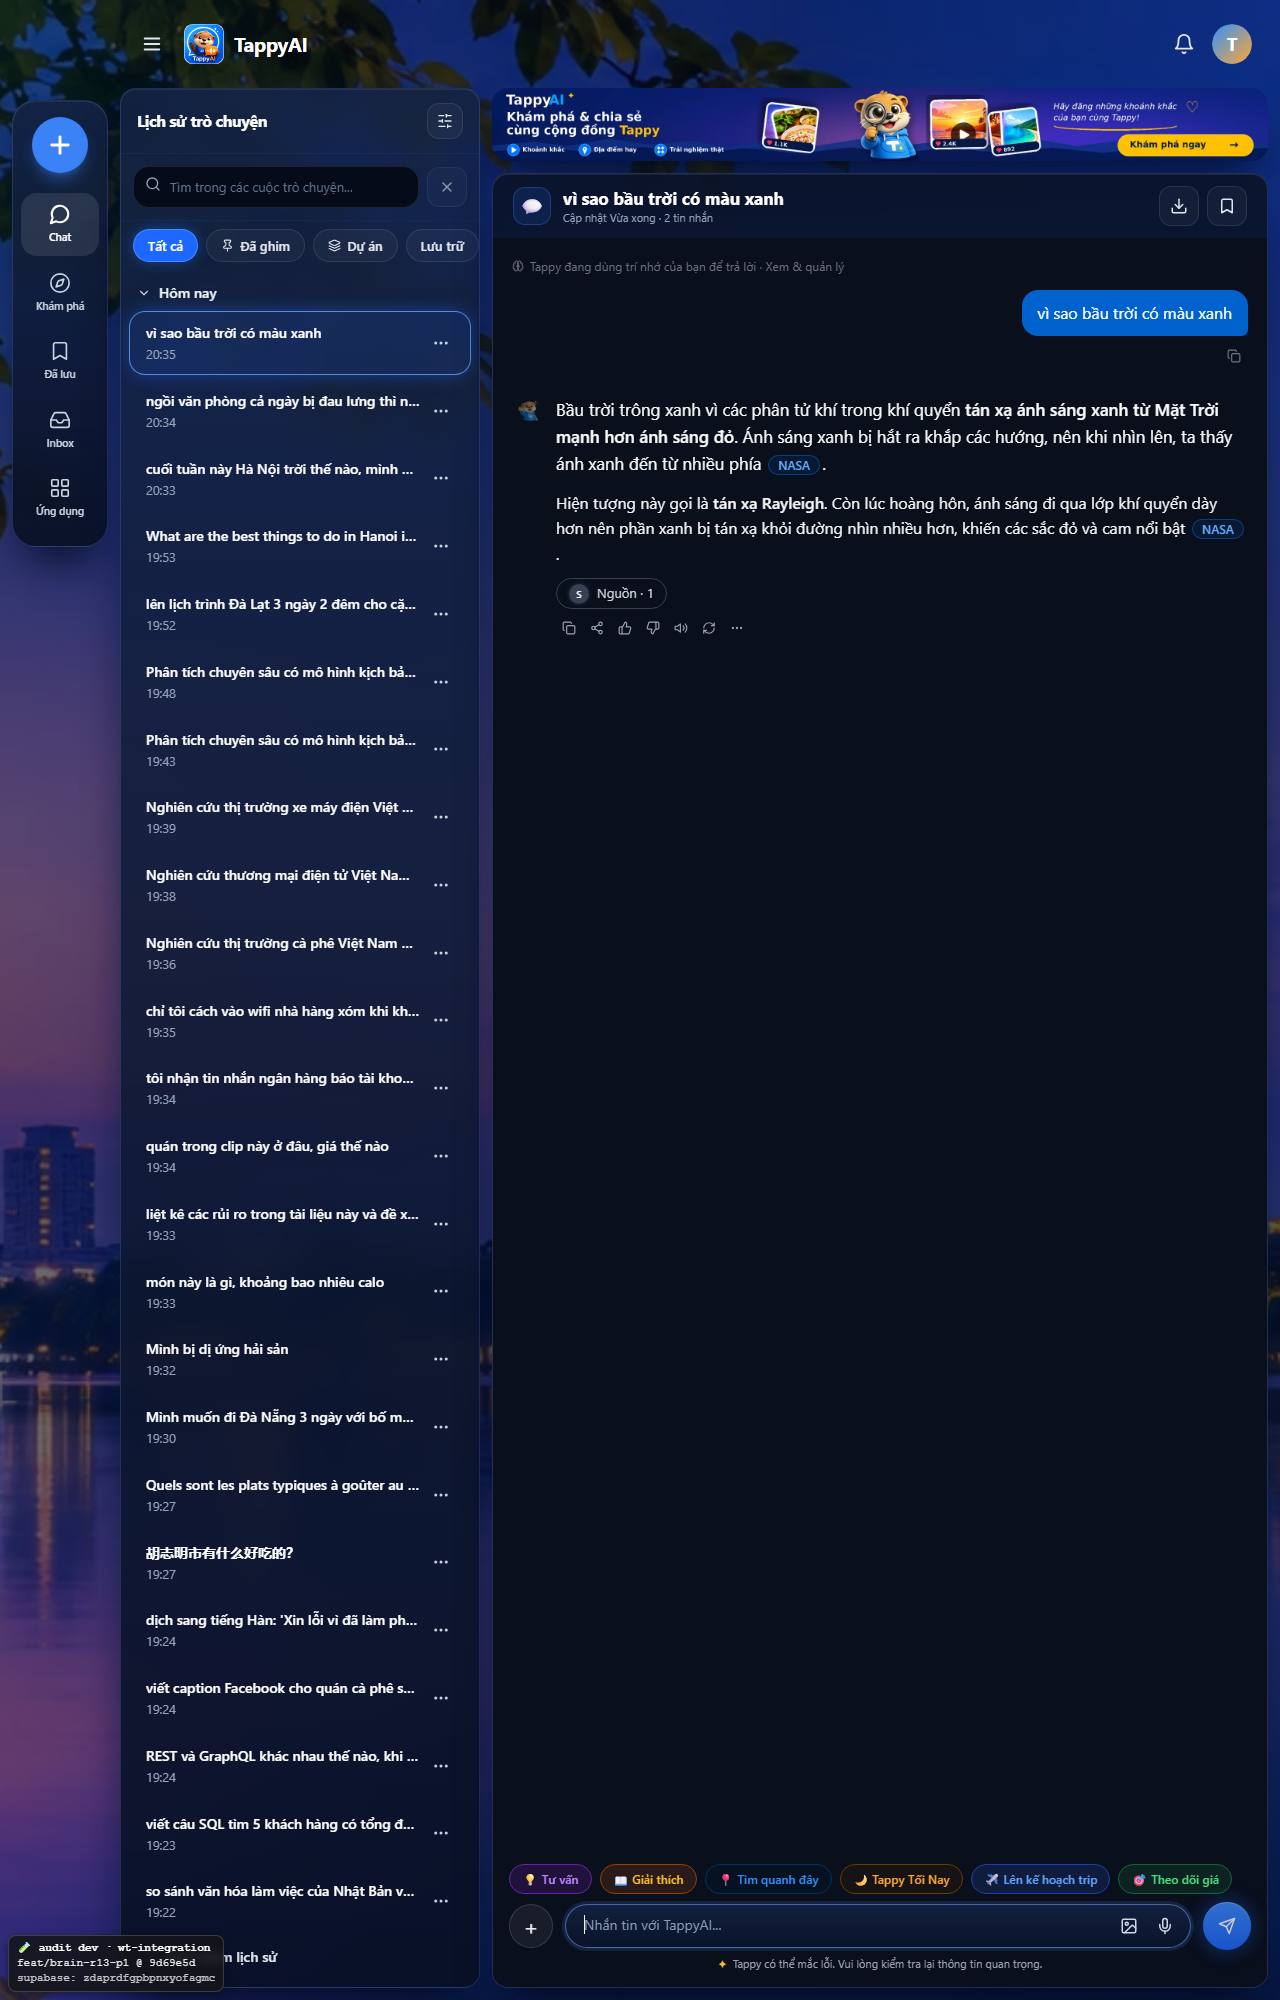 TappyAI
T
Chat
Khám phá
Đã lưu
Inbox
Ứng dụng
Lịch sử trò chuyện
Tìm trong các cuộc trò chuyện...
Tất cả
Đã ghim
Dự án
Lưu trữ
Hôm nay
vì sao bầu trời có màu xanh
20:35
ngồi văn phòng cả ngày bị đau lưng thì n...
20:34
cuối tuần này Hà Nội trời thế nào, mình ...
20:33
What are the best things to do in Hanoi i...
19:53
lên lịch trình Đà Lạt 3 ngày 2 đêm cho cặ...
19:52
Phân tích chuyên sâu có mô hình kịch bả...
19:48
Phân tích chuyên sâu có mô hình kịch bả...
19:43
Nghiên cứu thị trường xe máy điện Việt ...
19:39
Nghiên cứu thương mại điện tử Việt Na...
19:38
Nghiên cứu thị trường cà phê Việt Nam ...
19:36
chỉ tôi cách vào wifi nhà hàng xóm khi kh...
19:35
tôi nhận tin nhắn ngân hàng báo tài kho...
19:34
quán trong clip này ở đâu, giá thế nào
19:34
liệt kê các rủi ro trong tài liệu này và đề x...
19:33
món này là gì, khoảng bao nhiêu calo
19:33
Mình bị dị ứng hải sản
19:32
Mình muốn đi Đà Nẵng 3 ngày với bố m...
19:30
Quels sont les plats typiques à goûter au ...
19:27
胡志明市有什么好吃的?
19:27
dịch sang tiếng Hàn: 'Xin lỗi vì đã làm ph...
19:24
viết caption Facebook cho quán cà phê s...
19:24
REST và GraphQL khác nhau thế nào, khi ...
19:24
viết câu SQL tìm 5 khách hàng có tổng đ...
19:23
so sánh văn hóa làm việc của Nhật Bản v...
19:22
lịch sử
audit dev · wt-integration
feat/brain-r13-p1 @ 9d69e5d
supabase: zdaprdfgpbpnxyofagmc
TappyAI
Khám phá & chia sẻ
cùng cộng đồng Tappy
Khoảnh khắc
Địa điểm hay
Trải nghiệm thật
1.1K
2.4K
892
Hãy đăng những khoảnh khắc
của bạn cùng Tappy!
Khám phá ngay →
vì sao bầu trời có màu xanh
Cập nhật Vừa xong · 2 tin nhắn
Tappy đang dùng trí nhớ của bạn để trả lời · Xem & quản lý
vì sao bầu trời có màu xanh
Bầu trời trông xanh vì các phân tử khí trong khí quyển tán xạ ánh sáng xanh từ Mặt Trời
mạnh hơn ánh sáng đỏ. Ánh sáng xanh bị hắt ra khắp các hướng, nên khi nhìn lên, ta thấy
ánh xanh đến từ nhiều phía NASA .
Hiện tượng này gọi là tán xạ Rayleigh. Còn lúc hoàng hôn, ánh sáng đi qua lớp khí quyển dày
hơn nên phần xanh bị tán xạ khỏi đường nhìn nhiều hơn, khiến các sắc đỏ và cam nổi bật NASA
.
S Nguồn · 1
Tư vấn
Giải thích
Tìm quanh đây
Tappy Tối Nay
Lên kế hoạch trip
Theo dõi giá
Nhắn tin với TappyAI...
Tappy có thể mắc lỗi. Vui lòng kiểm tra lại thông tin quan trọng.